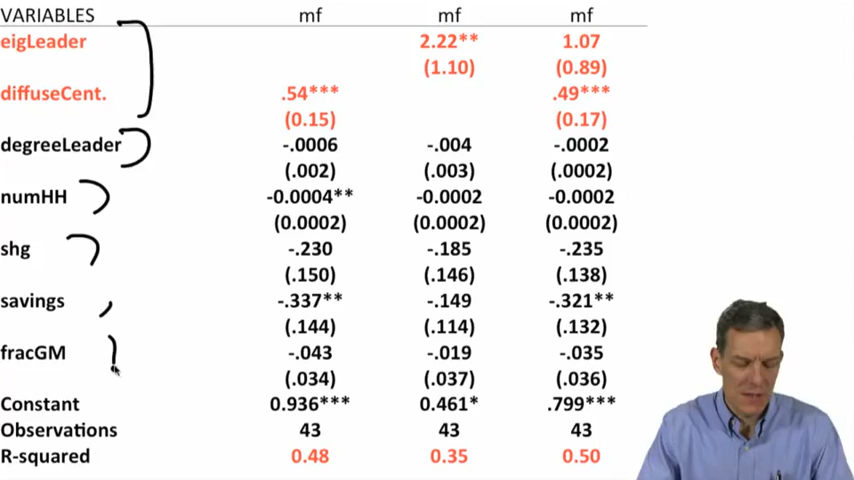 VARIABLES mf mf mf
eigLeader 2.22** 1.07
(1.10) (0.89)
diffuseCent. .54*** .49***
(0.15) (0.17)
degreeLeader -.0006 -.004 -.0002
(.002) (.003) (.0002)
numHH -0.0004** -0.0002 -0.0002
(0.0002) (0.0002) (0.0002)
shg -.230 -.185 -.235
(.150) (.146) (.138)
savings -.337** -.149 -.321**
(.144) (.114) (.132)
fracGM -.043 -.019 -.035
(.034) (.037) (.036)
Constant 0.936*** 0.461* .799***
Observations 43 43 43
R-squared 0.48 0.35 0.50